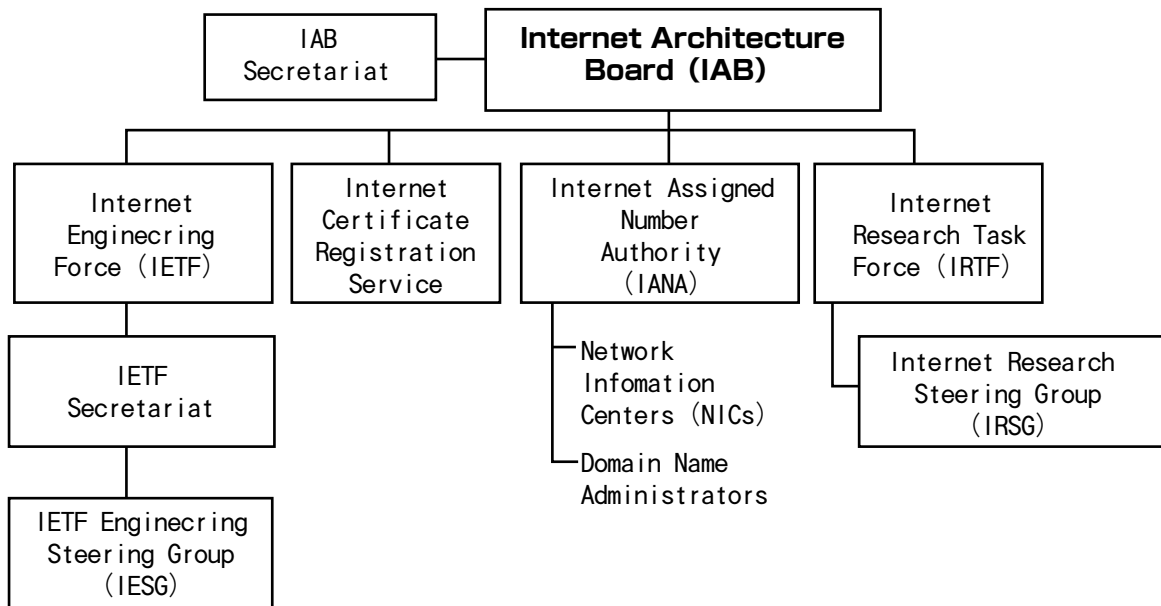 IAB
Secretariat
Internet Architecture
Board (IAB)
Internet
Enginecring
Force (IETF)
Internet
Certificate
Registration
Service
Internet Assigned
Number
Authority
(IANA)
Internet
Research Task
Force (IRTF)
IETF
Secretariat
Network
Infomation
Centers (NICs)
Domain Name
Administrators
Internet Research
Steering Group
(IRSG)
IETF Enginecring
Steering Group
(IESG)